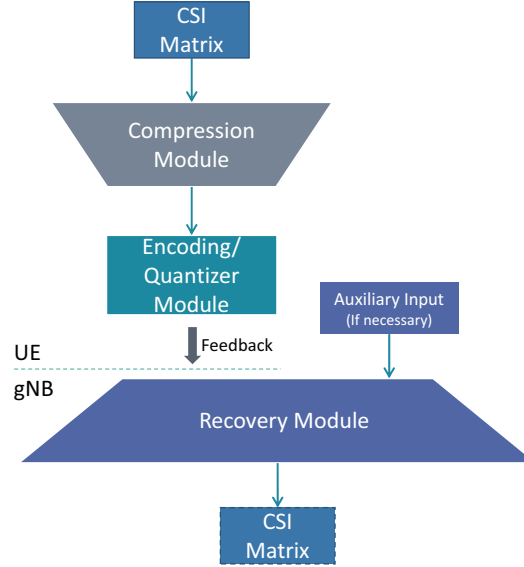 CSI
Matrix
Compression
Module
Encoding/
Quantizer
Module
Auxiliary Input
(If necessary)
Feedback
UE
gNB
Recovery Module
CSI
Matrix